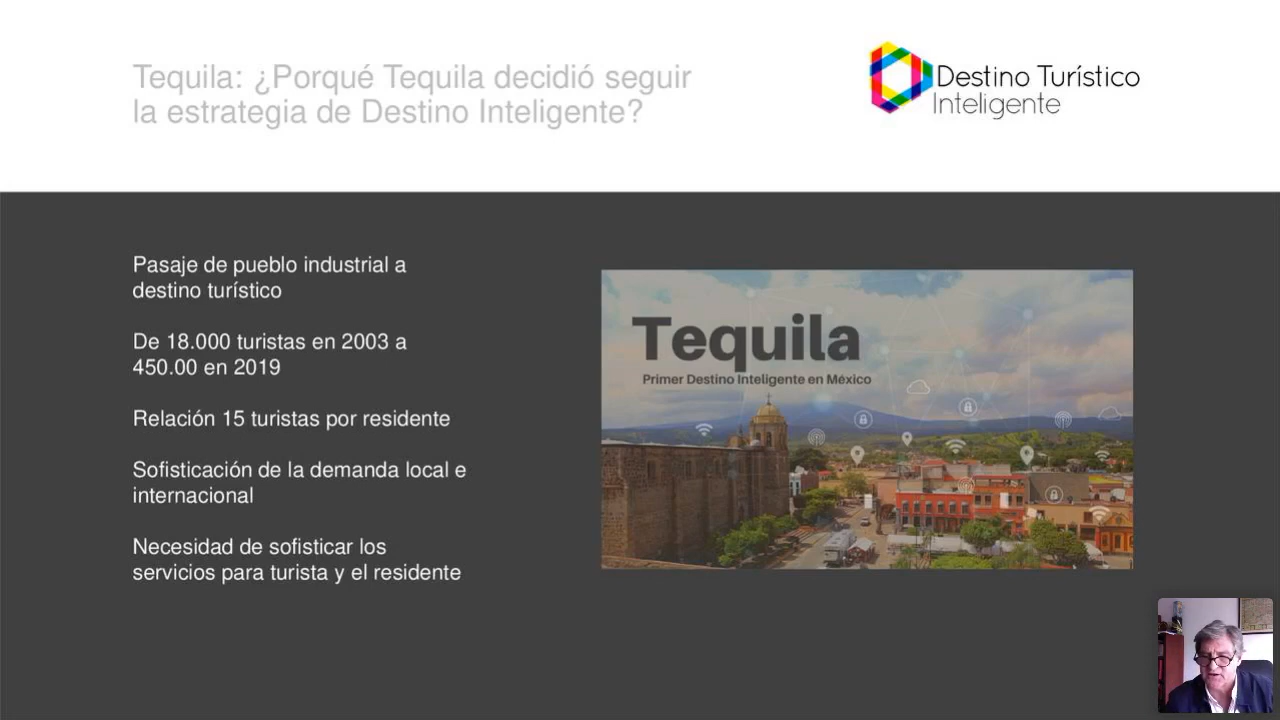 Tequila: ¿Porqué Tequila decidió seguir
la estrategia de Destino Inteligente?
Destino Turístico
Inteligente
Pasaje de pueblo industrial a
destino turístico
De 18.000 turistas en 2003 a
450.00 en 2019
Relación 15 turistas por residente
Sofisticación de la demanda local e
internacional
Necesidad de sofisticar los
servicios para turista y el residente
Tequila
Primer Destino Inteligente en México